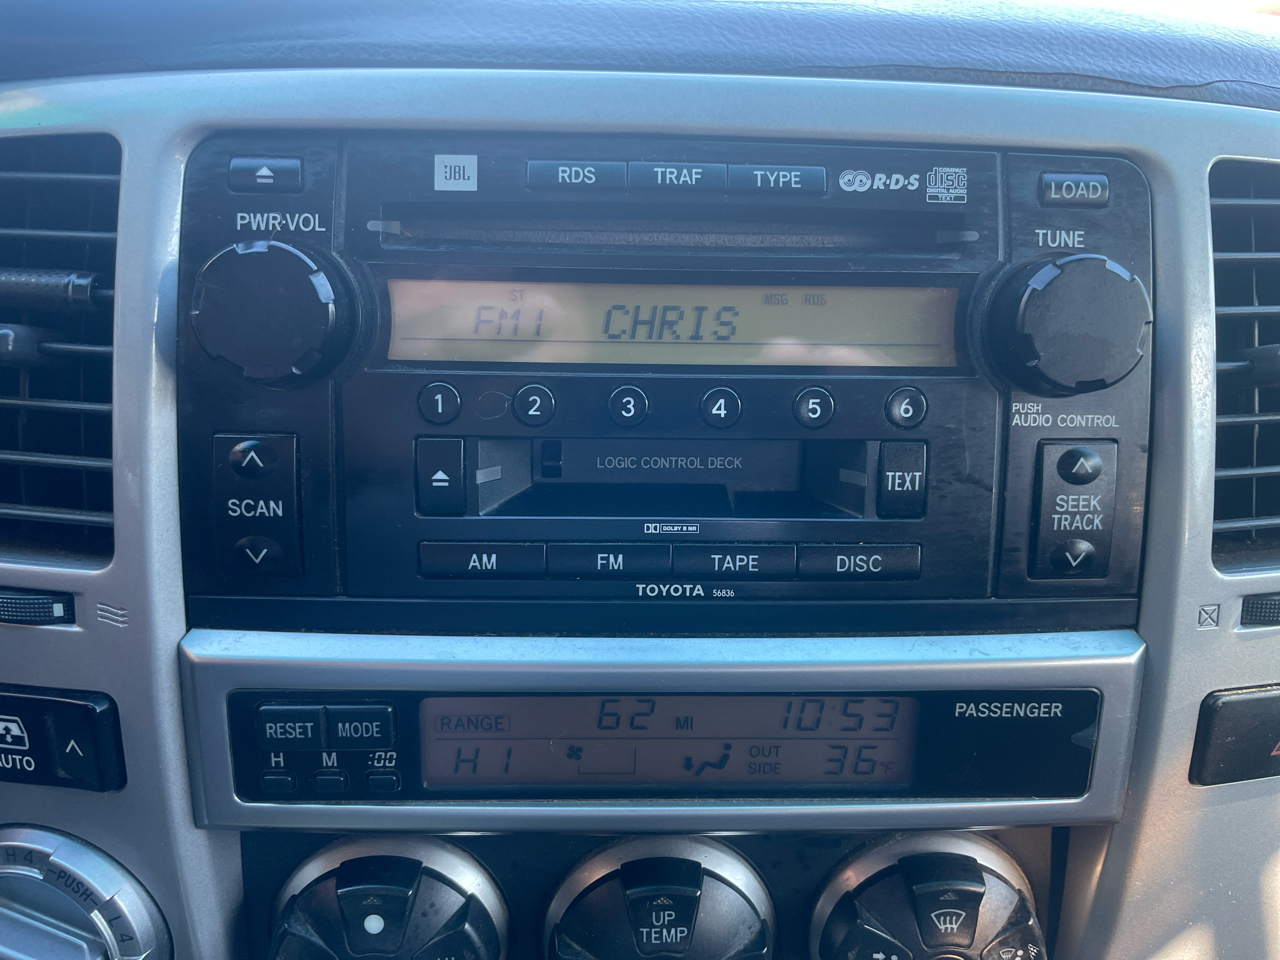 JBL
RDS TRAF TYPE
R·D·S
COMPACT
disc
DIGITAL AUDIO
TEXT
LOAD
PWR·VOL
TUNE
ST
MSG RDS
FM1 CHRIS
1 2 3 4 5 6
PUSH
AUDIO CONTROL
SCAN
LOGIC CONTROL DECK
TEXT
SEEK
TRACK
DOLBY B NR
AM FM TAPE DISC
TOYOTA 56836
RESET MODE
H M :00
RANGE 62 MI 10:53
HI
OUT
SIDE 36°F
PASSENGER
AUTO
H4 PUSH L4
UP
TEMP